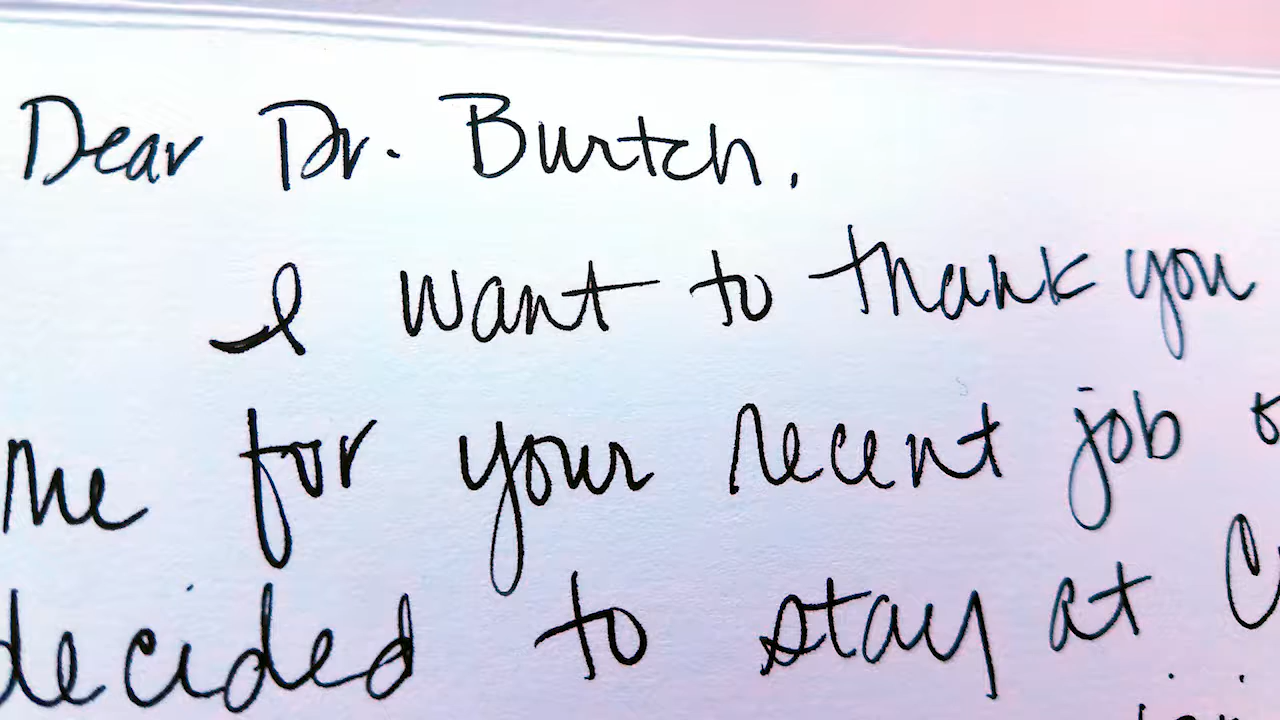 Dear Dr. Burtch,
I want to thank you
me for your recent job
decided to stay at